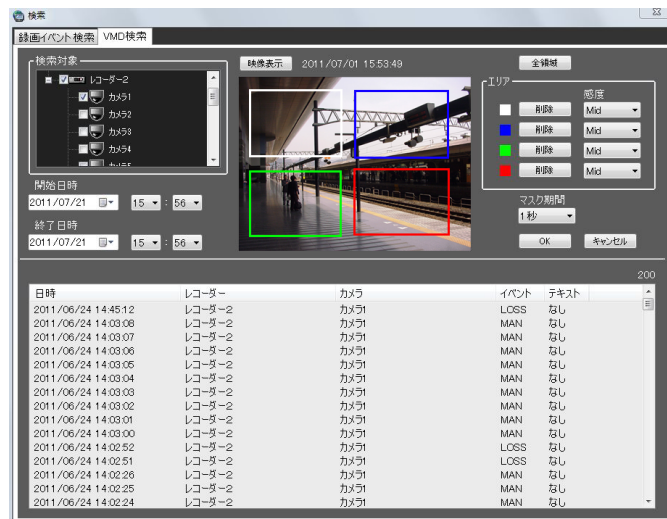 検索
録画イベント検索 VMD検索
検索対象
レコーダー2
カメラ1
カメラ2
カメラ3
カメラ4
カメラ5
開始日時
2011/07/21 15 : 56
終了日時
2011/07/21 15 : 56
映像表示 2011/07/01 15:53:49
全領域
エリア
感度
削除 Mid
削除 Mid
削除 Mid
削除 Mid
マスク期間
1秒
OK キャンセル
200
日時 レコーダー カメラ イベント テキスト
2011/06/24 14:45:12 レコーダー2 カメラ1 LOSS なし
2011/06/24 14:03:08 レコーダー2 カメラ1 MAN なし
2011/06/24 14:03:07 レコーダー2 カメラ1 MAN なし
2011/06/24 14:03:06 レコーダー2 カメラ1 MAN なし
2011/06/24 14:03:05 レコーダー2 カメラ1 MAN なし
2011/06/24 14:03:04 レコーダー2 カメラ1 MAN なし
2011/06/24 14:03:03 レコーダー2 カメラ1 MAN なし
2011/06/24 14:03:02 レコーダー2 カメラ1 MAN なし
2011/06/24 14:03:01 レコーダー2 カメラ1 MAN なし
2011/06/24 14:03:00 レコーダー2 カメラ1 MAN なし
2011/06/24 14:02:52 レコーダー2 カメラ1 LOSS なし
2011/06/24 14:02:51 レコーダー2 カメラ1 LOSS なし
2011/06/24 14:02:26 レコーダー2 カメラ1 MAN なし
2011/06/24 14:02:25 レコーダー2 カメラ1 MAN なし
2011/06/24 14:02:24 レコーダー2 カメラ1 MAN なし